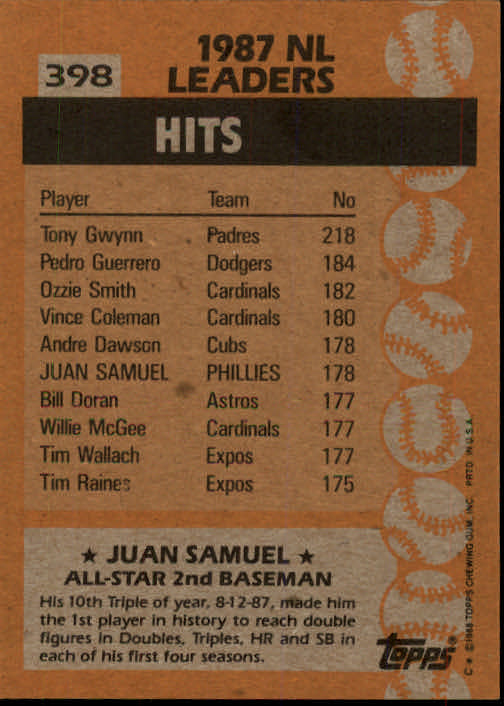 398
1987 NL
LEADERS
HITS
Player Team No
Tony Gwynn Padres 218
Pedro Guerrero Dodgers 184
Ozzie Smith Cardinals 182
Vince Coleman Cardinals 180
Andre Dawson Cubs 178
JUAN SAMUEL PHILLIES 178
Bill Doran Astros 177
Willie McGee Cardinals 177
Tim Wallach Expos 177
Tim Raines Expos 175
★ JUAN SAMUEL ★
ALL-STAR 2nd BASEMAN
His 10th Triple of year, 8-12-87, made him
the 1st player in history to reach double
figures in Doubles, Triples, HR and SB in
each of his first four seasons.
topps®
C * ©1988 TOPPS CHEWING GUM, INC. PRTD. IN U.S.A.